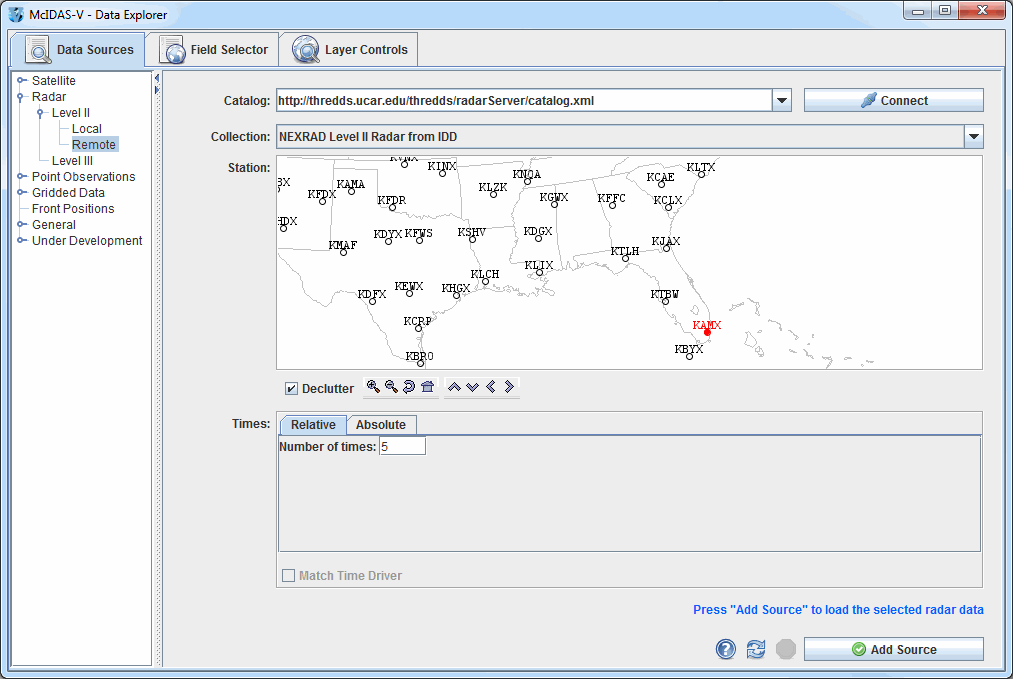 McIDAS-V - Data Explorer
Data Sources Field Selector Layer Controls
Satellite
Radar
Level II
Local
Remote
Level III
Point Observations
Gridded Data
Front Positions
General
Under Development
Catalog: http://thredds.ucar.edu/thredds/radarServer/catalog.xml Connect
Collection: NEXRAD Level II Radar from IDD
Station:
KVNX KINX KNQA KLTX
KAMA KLZK KCAE
KFDX KFDR KGWX KFFC KCLX
HDX KDYX KFWS KSHV KDGX KJAX
KMAF KTLH
KLIX
KLCH
KDFX KEWX KHGX KTBW
KCRP KAMX
KBRO KBYX
Declutter
Times: Relative Absolute
Number of times: 5
Match Time Driver
Press "Add Source" to load the selected radar data
Add Source